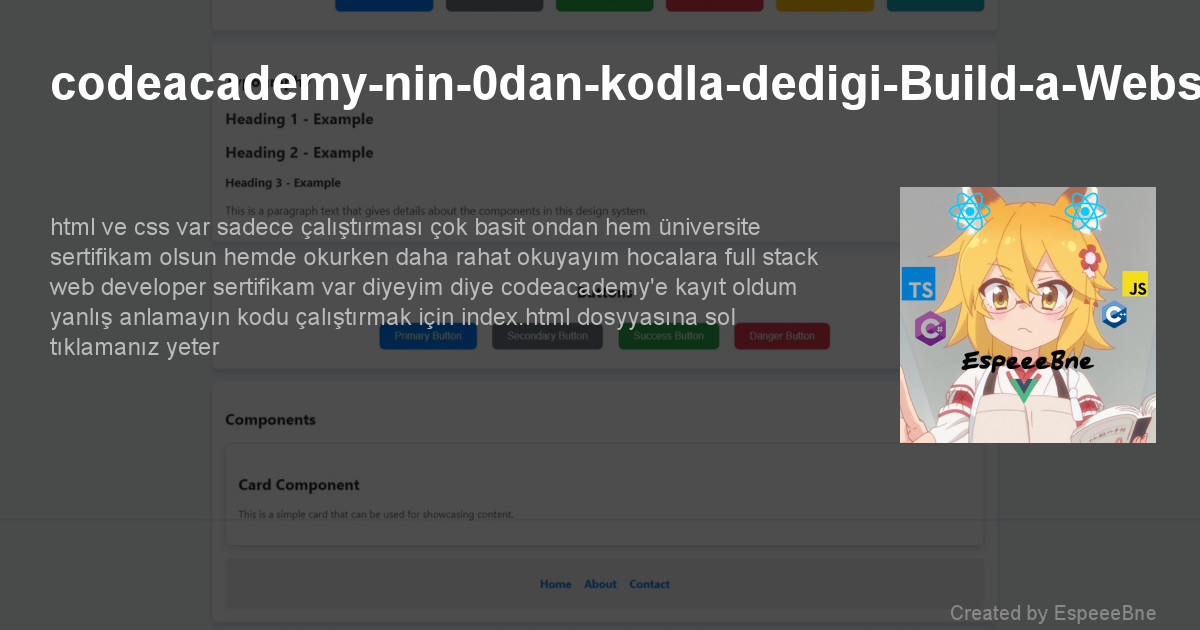 codeacademy-nin-0dan-kodla-dedigi-Build-a-Webs
Heading 1 - Example
Heading 2 - Example
Heading 3 - Example
This is a paragraph text that gives details about the components in this design system.
html ve css var sadece çalıştırması çok basit ondan hem üniversite
sertifikam olsun hemde okurken daha rahat okuyayım hocalara full stack
web developer sertifikam var diyeyim diye codeacademy'e kayıt oldum
yanlış anlamayın kodu çalıştırmak için index.html dosyyasına sol
tıklamanız yeter
Buttons
Primary Button Secondary Button Success Button Danger Button
TS
JS
C#
C++
EspeeeBne
Components
Card Component
This is a simple card that can be used for showcasing content.
Home About Contact
Created by EspeeeBne